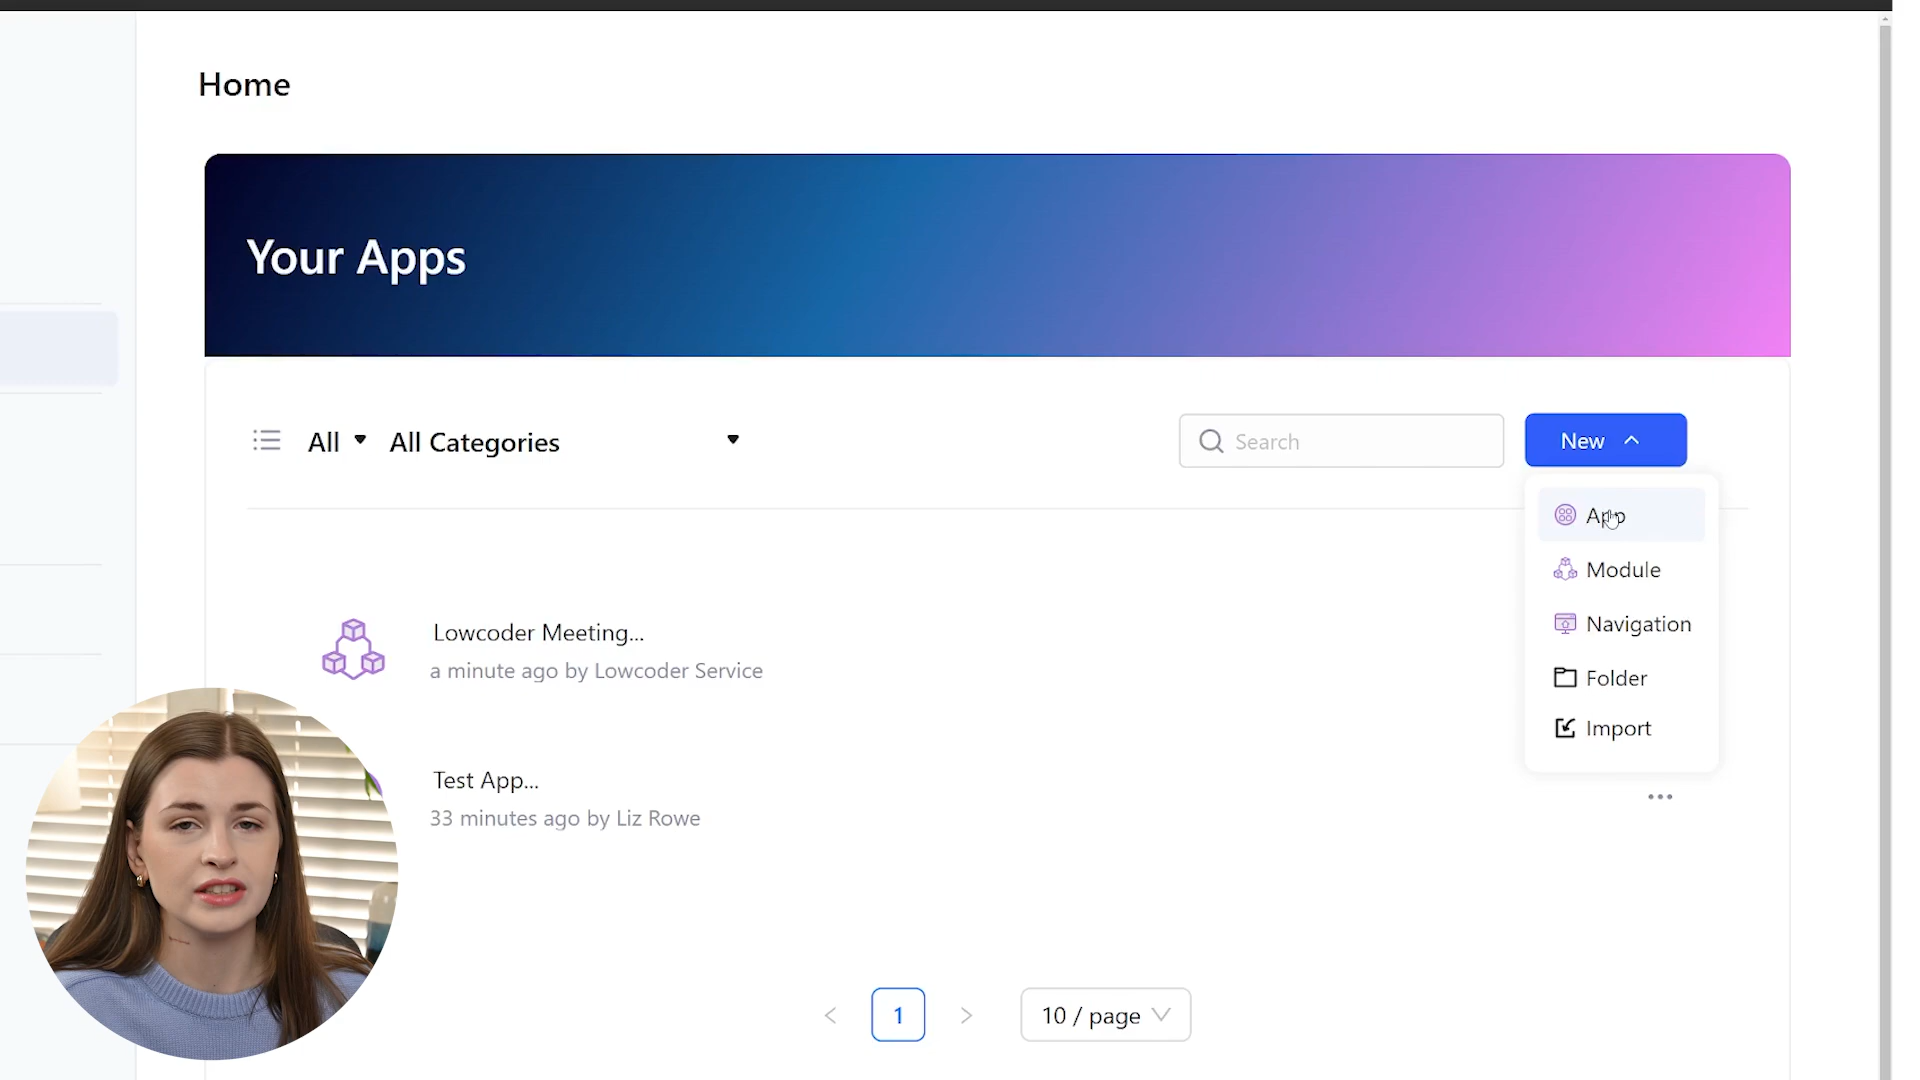 Home
Your Apps
All
All Categories
Search
New
App
Module
Navigation
Folder
Import
Lowcoder Meeting...
a minute ago by Lowcoder Service
Test App...
33 minutes ago by Liz Rowe
1
10 / page